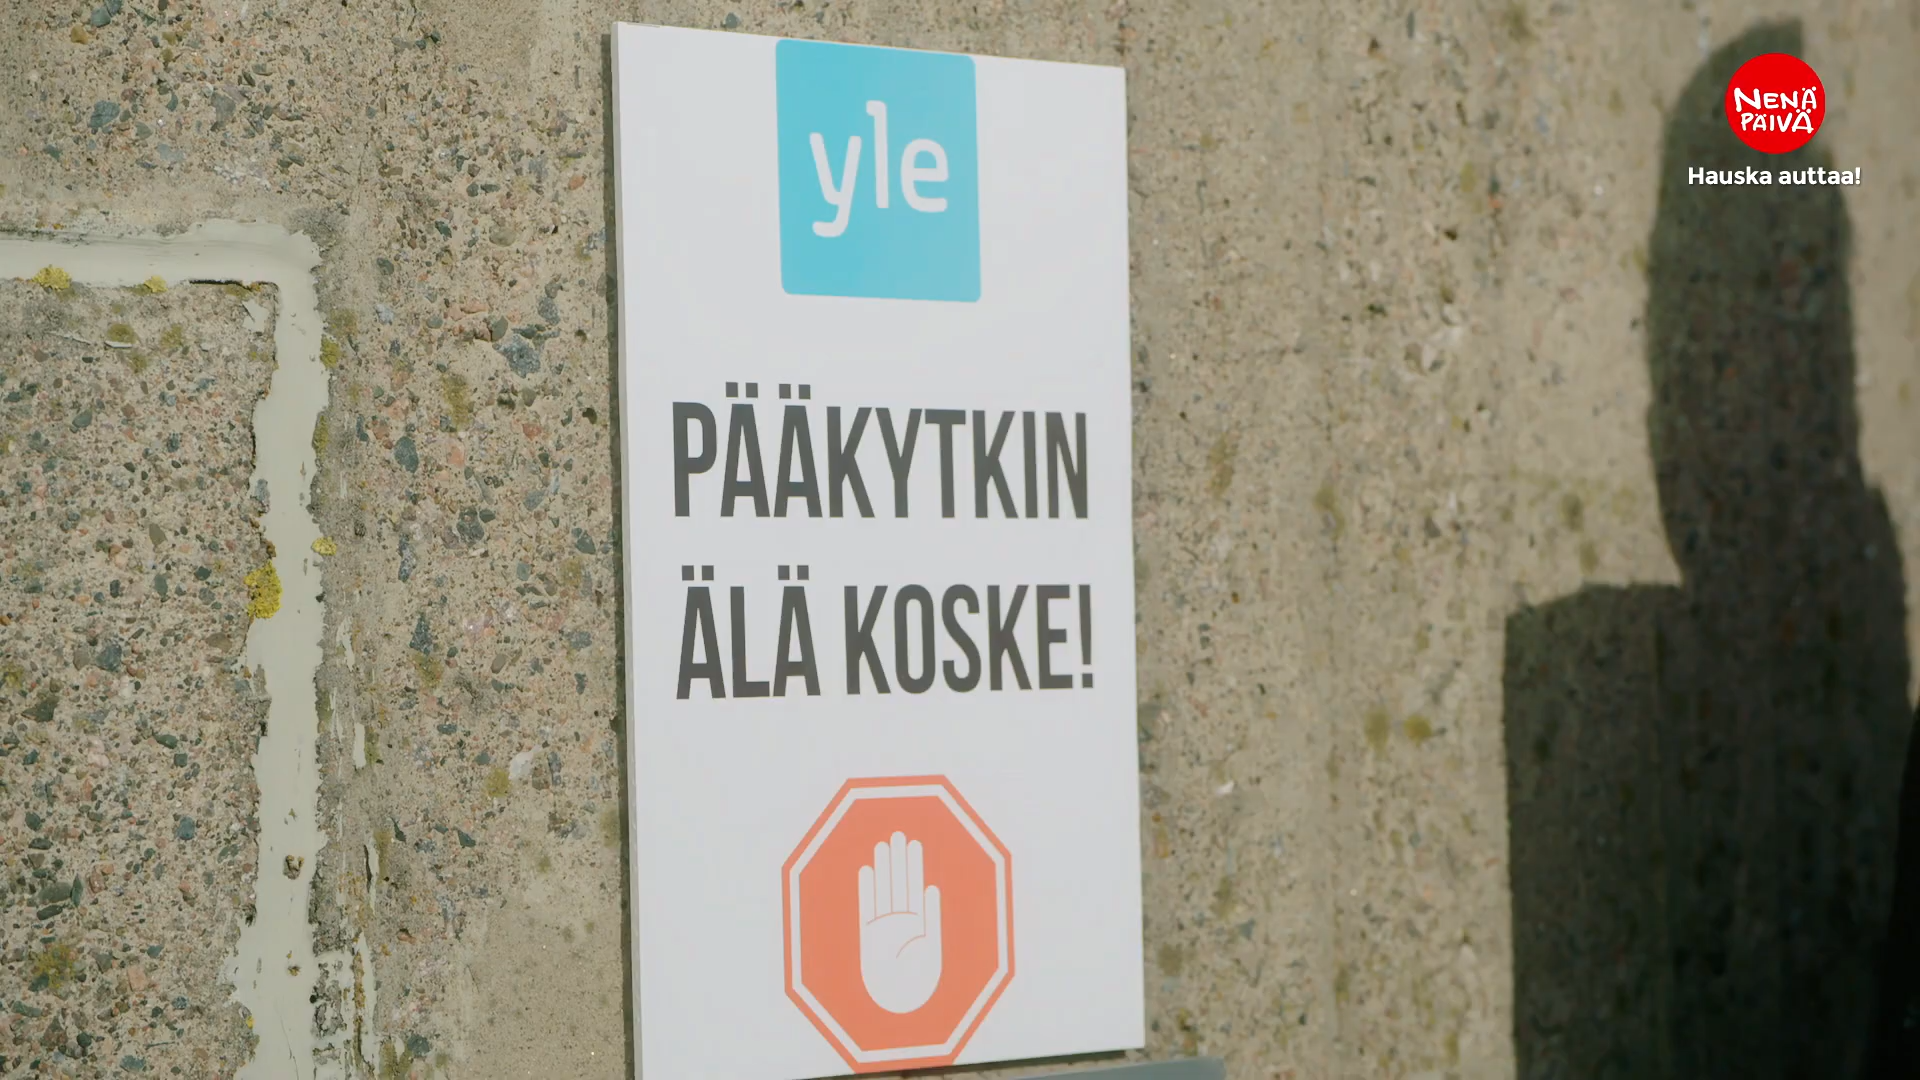 yle
PÄÄKYTKIN
ÄLÄ KOSKE!
NENÄ
PÄIVÄ
Hauska auttaa!